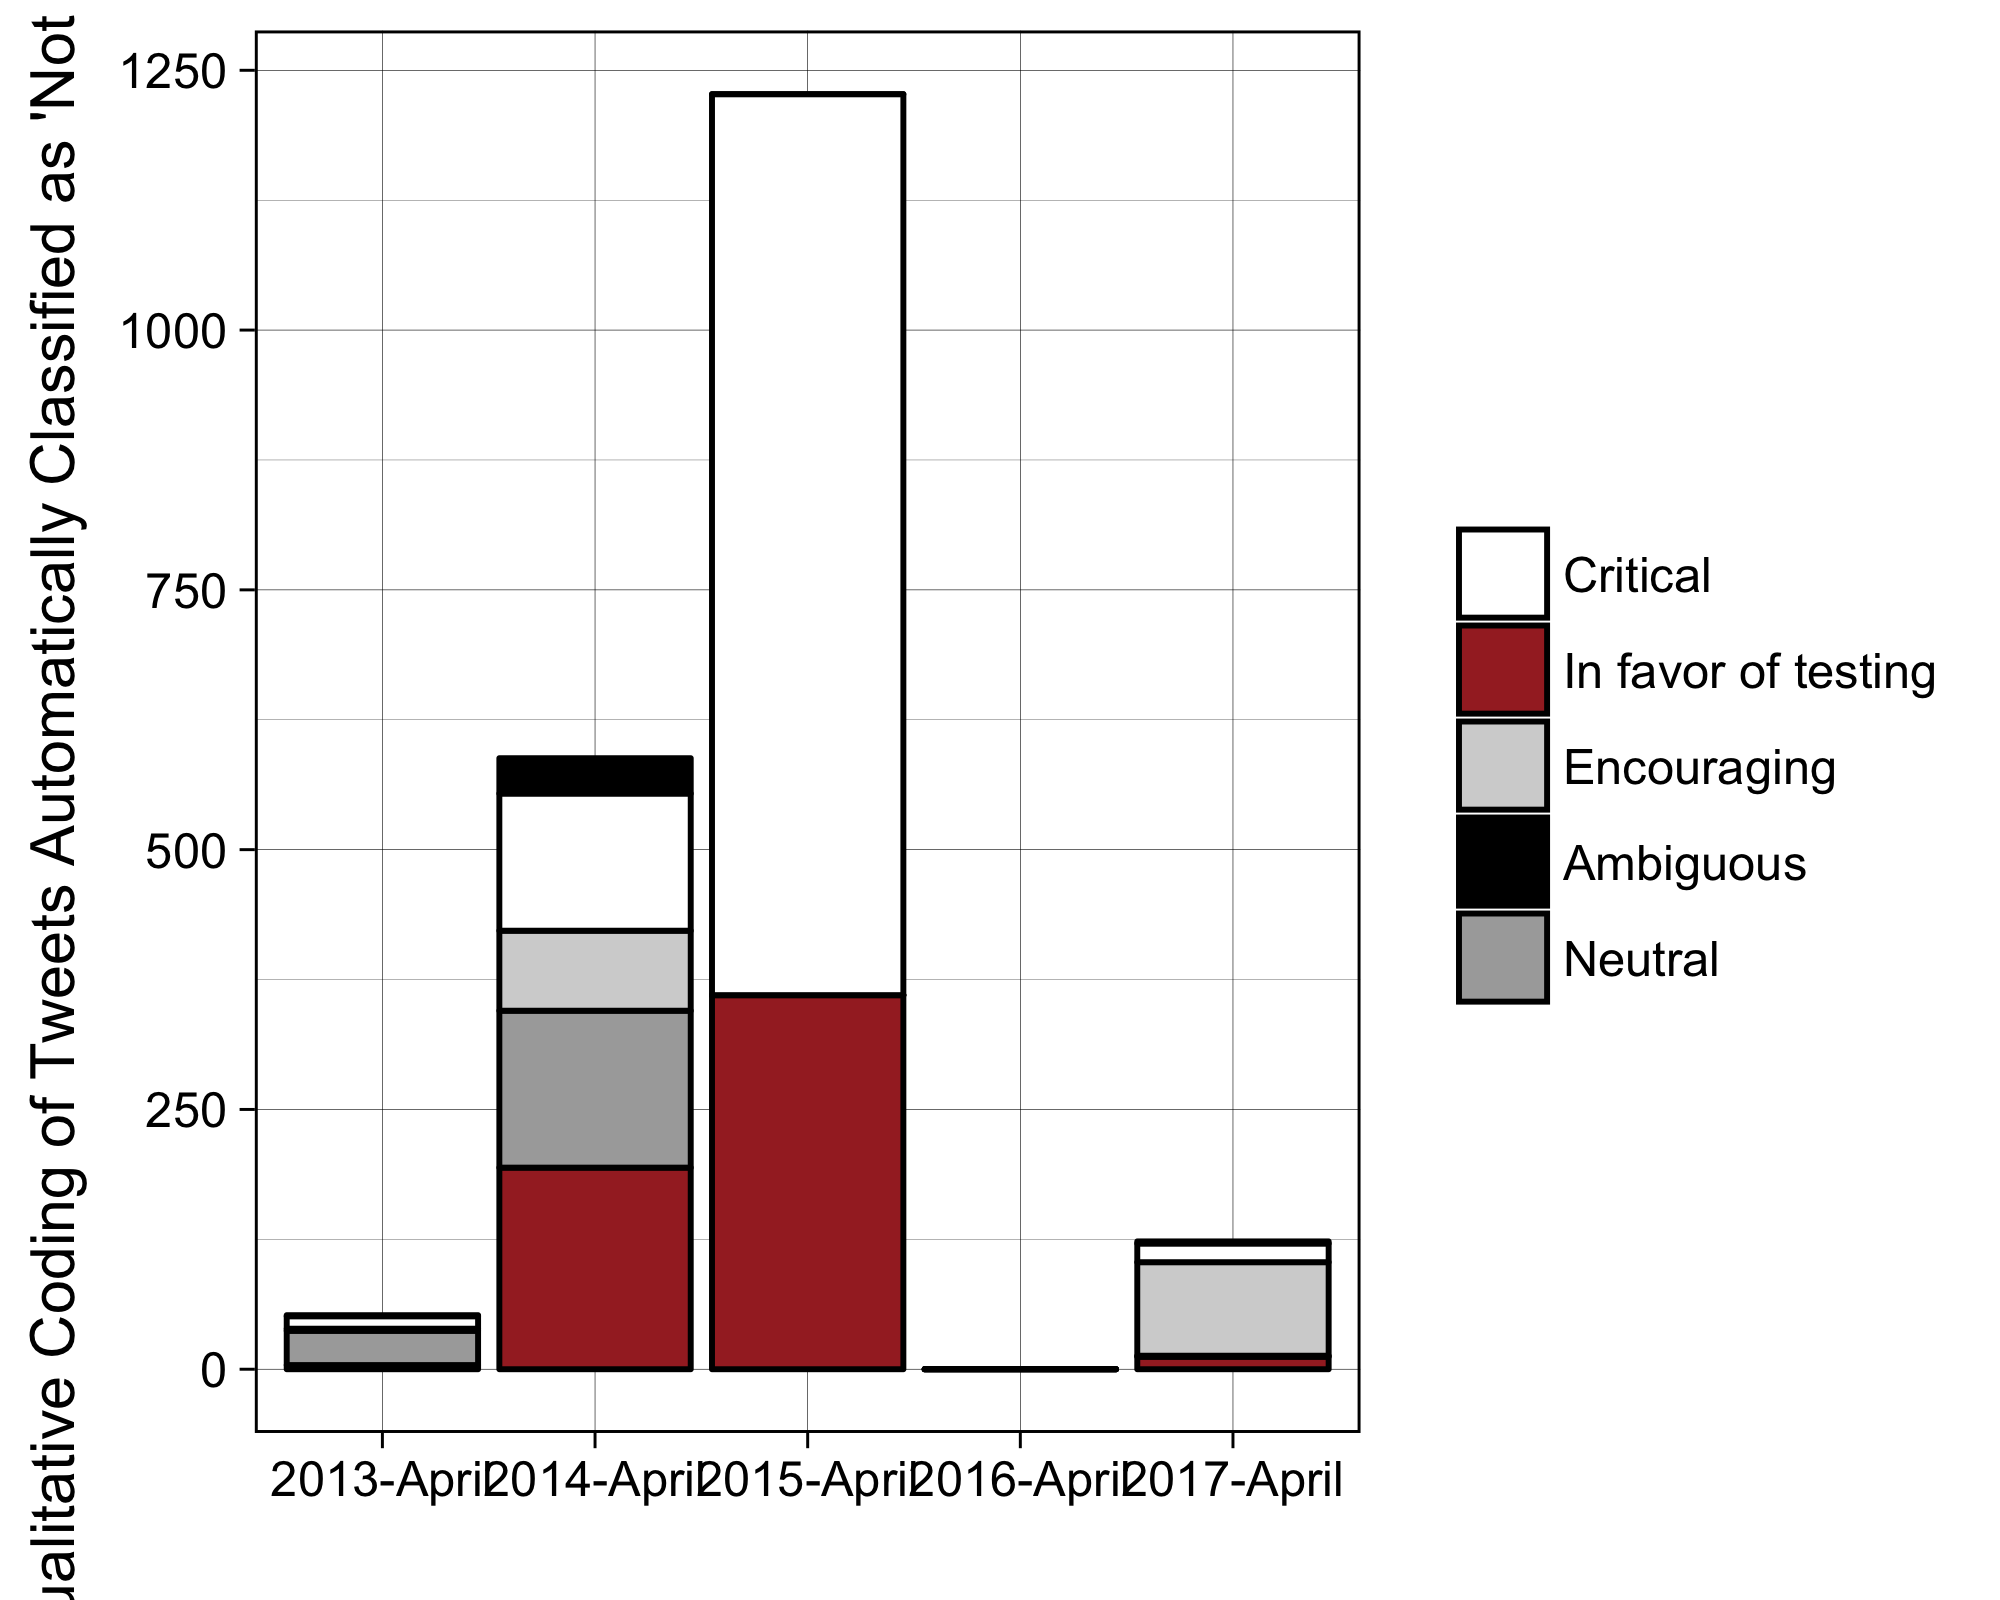 Qualitative Coding of Tweets Automatically Classified as 'Not
1250
1000
750
500
250
0
2013-April
2014-April
2015-April
2016-April
2017-April
Critical
In favor of testing
Encouraging
Ambiguous
Neutral